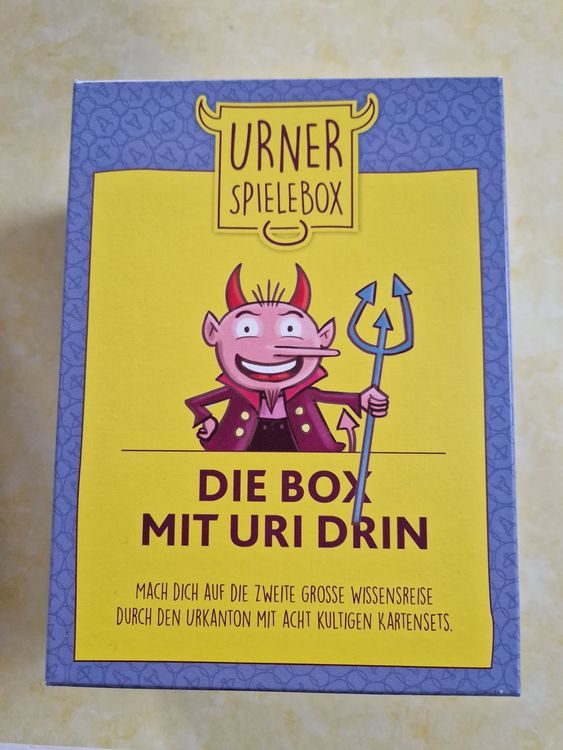 URNER
SPIELEBOX
DIE BOX
MIT URI DRIN
MACH DICH AUF DIE ZWEITE GROSSE WISSENSREISE
DURCH DEN URKANTON MIT ACHT KULTIGEN KARTENSETS.